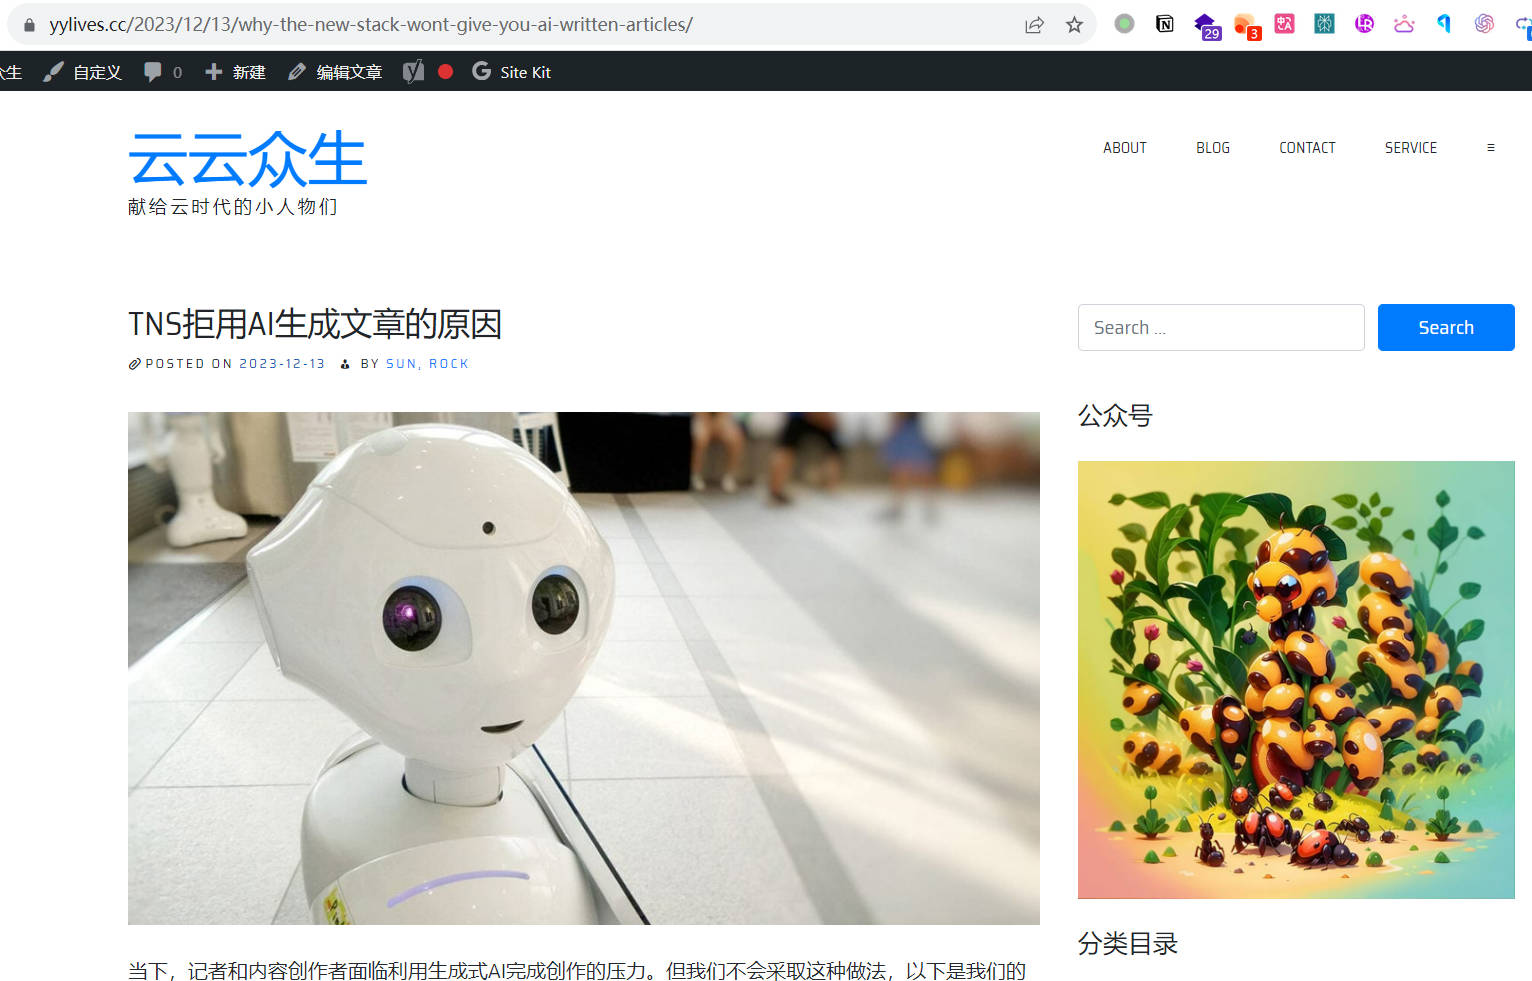 yylives.cc/2023/12/13/why-the-new-stack-wont-give-you-ai-written-articles/
29
3
众生 自定义 0 新建 编辑文章 Site Kit
云云众生
献给云时代的小人物们
ABOUT BLOG CONTACT SERVICE
TNS拒用AI生成文章的原因
POSTED ON 2023-12-13 BY SUN, ROCK
Search ...
Search
公众号
分类目录
当下，记者和内容创作者面临利用生成式AI完成创作的压力。但我们不会采取这种做法，以下是我们的